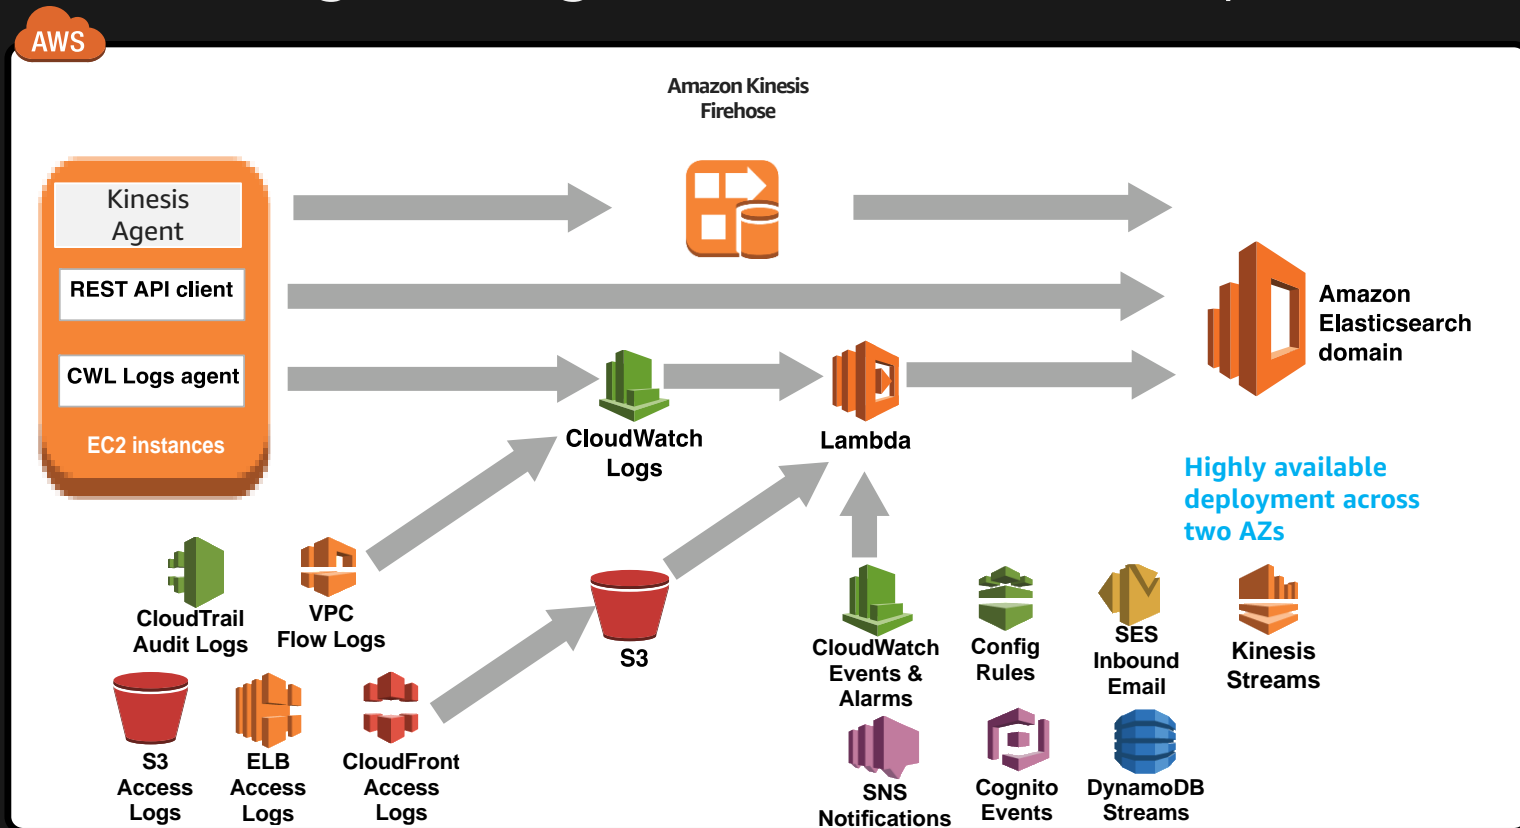 AWS
Amazon Kinesis
Firehose
Kinesis
Agent
REST API client
CWL Logs agent
EC2 instances
CloudWatch
Logs
Lambda
Amazon
Elasticsearch
domain
Highly available
deployment across
two AZs
CloudTrail
Audit Logs
VPC
Flow Logs
S3
CloudWatch
Events &
Alarms
Config
Rules
SES
Inbound
Email
Kinesis
Streams
S3
Access
Logs
ELB
Access
Logs
CloudFront
Access
Logs
SNS
Notifications
Cognito
Events
DynamoDB
Streams